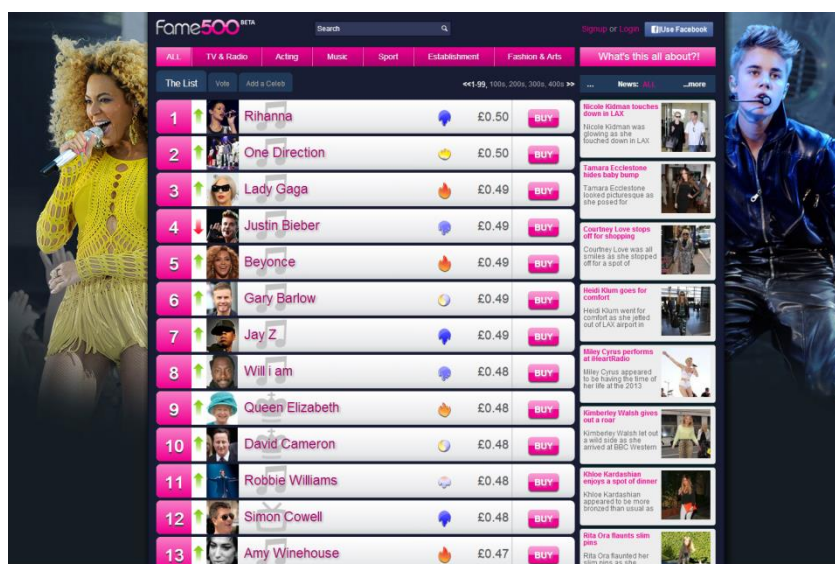 Fame500 BETA
Search
Signup or Login
f|Use Facebook
ALL
TV & Radio
Acting
Music
Sport
Establishment
Fashion & Arts
What's this all about?!
The List
Vote
Add a Celeb
<<1-99, 100s, 200s, 300s, 400s >>
... News: ALL ...more
1 Rihanna £0.50 BUY
2 One Direction £0.50 BUY
3 Lady Gaga £0.49 BUY
4 Justin Bieber £0.49 BUY
5 Beyonce £0.49 BUY
6 Gary Barlow £0.49 BUY
7 Jay Z £0.49 BUY
8 Will i am £0.48 BUY
9 Queen Elizabeth £0.48 BUY
10 David Cameron £0.48 BUY
11 Robbie Williams £0.48 BUY
12 Simon Cowell £0.48 BUY
13 Amy Winehouse £0.47 BUY
Nicole Kidman touches
down in LAX
Nicole Kidman was
glowing as she
touched down in LAX
Tamara Ecclestone
hides baby bump
Tamara Ecclestone
looked picturesque as
she posed for
Courtney Love stops
off for shopping
Courtney Love was all
smiles as she stopped
off for a spot of
Heidi Klum goes for
comfort
Heidi Klum went for
comfort as she jetted
out of LAX airport in
Miley Cyrus performs
at iHeartRadio
Miley Cyrus appeared
to be having the time of
her life at the 2013
Kimberley Walsh gives
out a roar
Kimberley Walsh let out
a wild side as she
arrived at BBC Western
Khloe Kardashian
enjoys a spot of dinner
Khloe Kardashian
appeared to be more
bronzed than usual as
Rita Ora flaunts slim
pins
Rita Ora flaunted her
slim pins as she